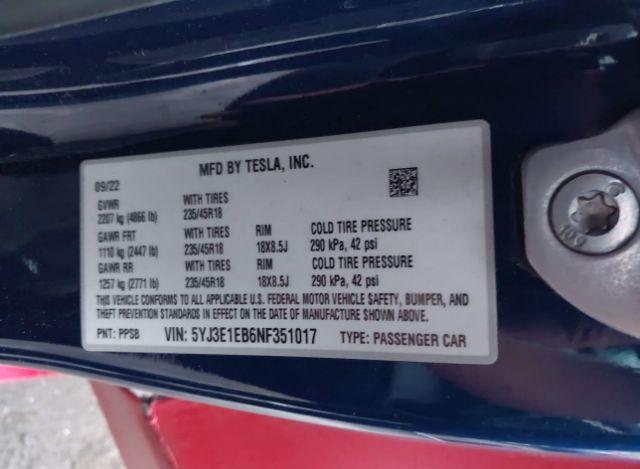 MFD BY TESLA, INC.
09/22
GVWR WITH TIRES
2207 kg (4866 lb) 235/45R18
GAWR FRT WITH TIRES RIM COLD TIRE PRESSURE
1110 kg (2447 lb) 235/45R18 18X8.5J 290 kPa, 42 psi
GAWR RR WITH TIRES RIM COLD TIRE PRESSURE
1257 kg (2771 lb) 235/45R18 18X8.5J 290 kPa, 42 psi
THIS VEHICLE CONFORMS TO ALL APPLICABLE U.S. FEDERAL MOTOR VEHICLE SAFETY, BUMPER, AND
THEFT PREVENTION STANDARDS IN EFFECT ON THE DATE OF MANUFACTURE SHOWN ABOVE.
PNT: PPSB VIN: 5YJ3E1EB6NF351017 TYPE: PASSENGER CAR
10.9